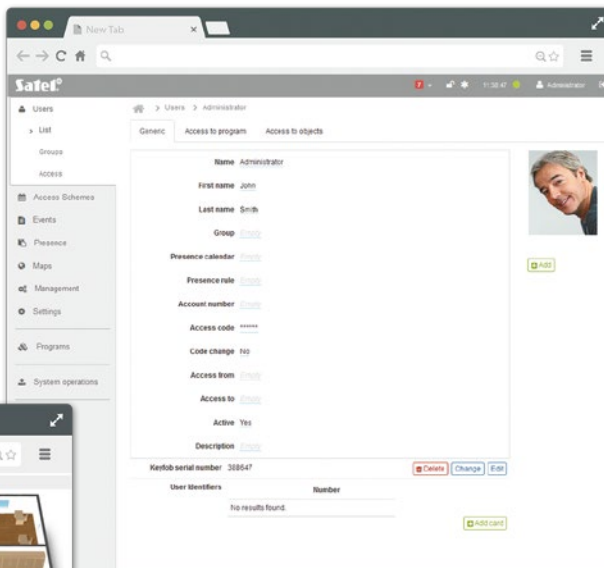 New Tab ×
Satel®
7 11:38:47 Administrator
Users
List
Groups
Access
Access Schemes
Events
Presence
Maps
Management
Settings
Programs
System operations
> Users > Administrator
Generic Access to program Access to objects
Name Administrator
First name John
Last name Smith
Group Empty
Presence calendar Empty
Presence rule Empty
Account number Empty
Access code ******
Code change No
Access from Empty
Access to Empty
Active Yes
Description Empty
Keyfob serial number 388647 Delete Change Edit
User Identifiers Number
No results found.
Add card
Add